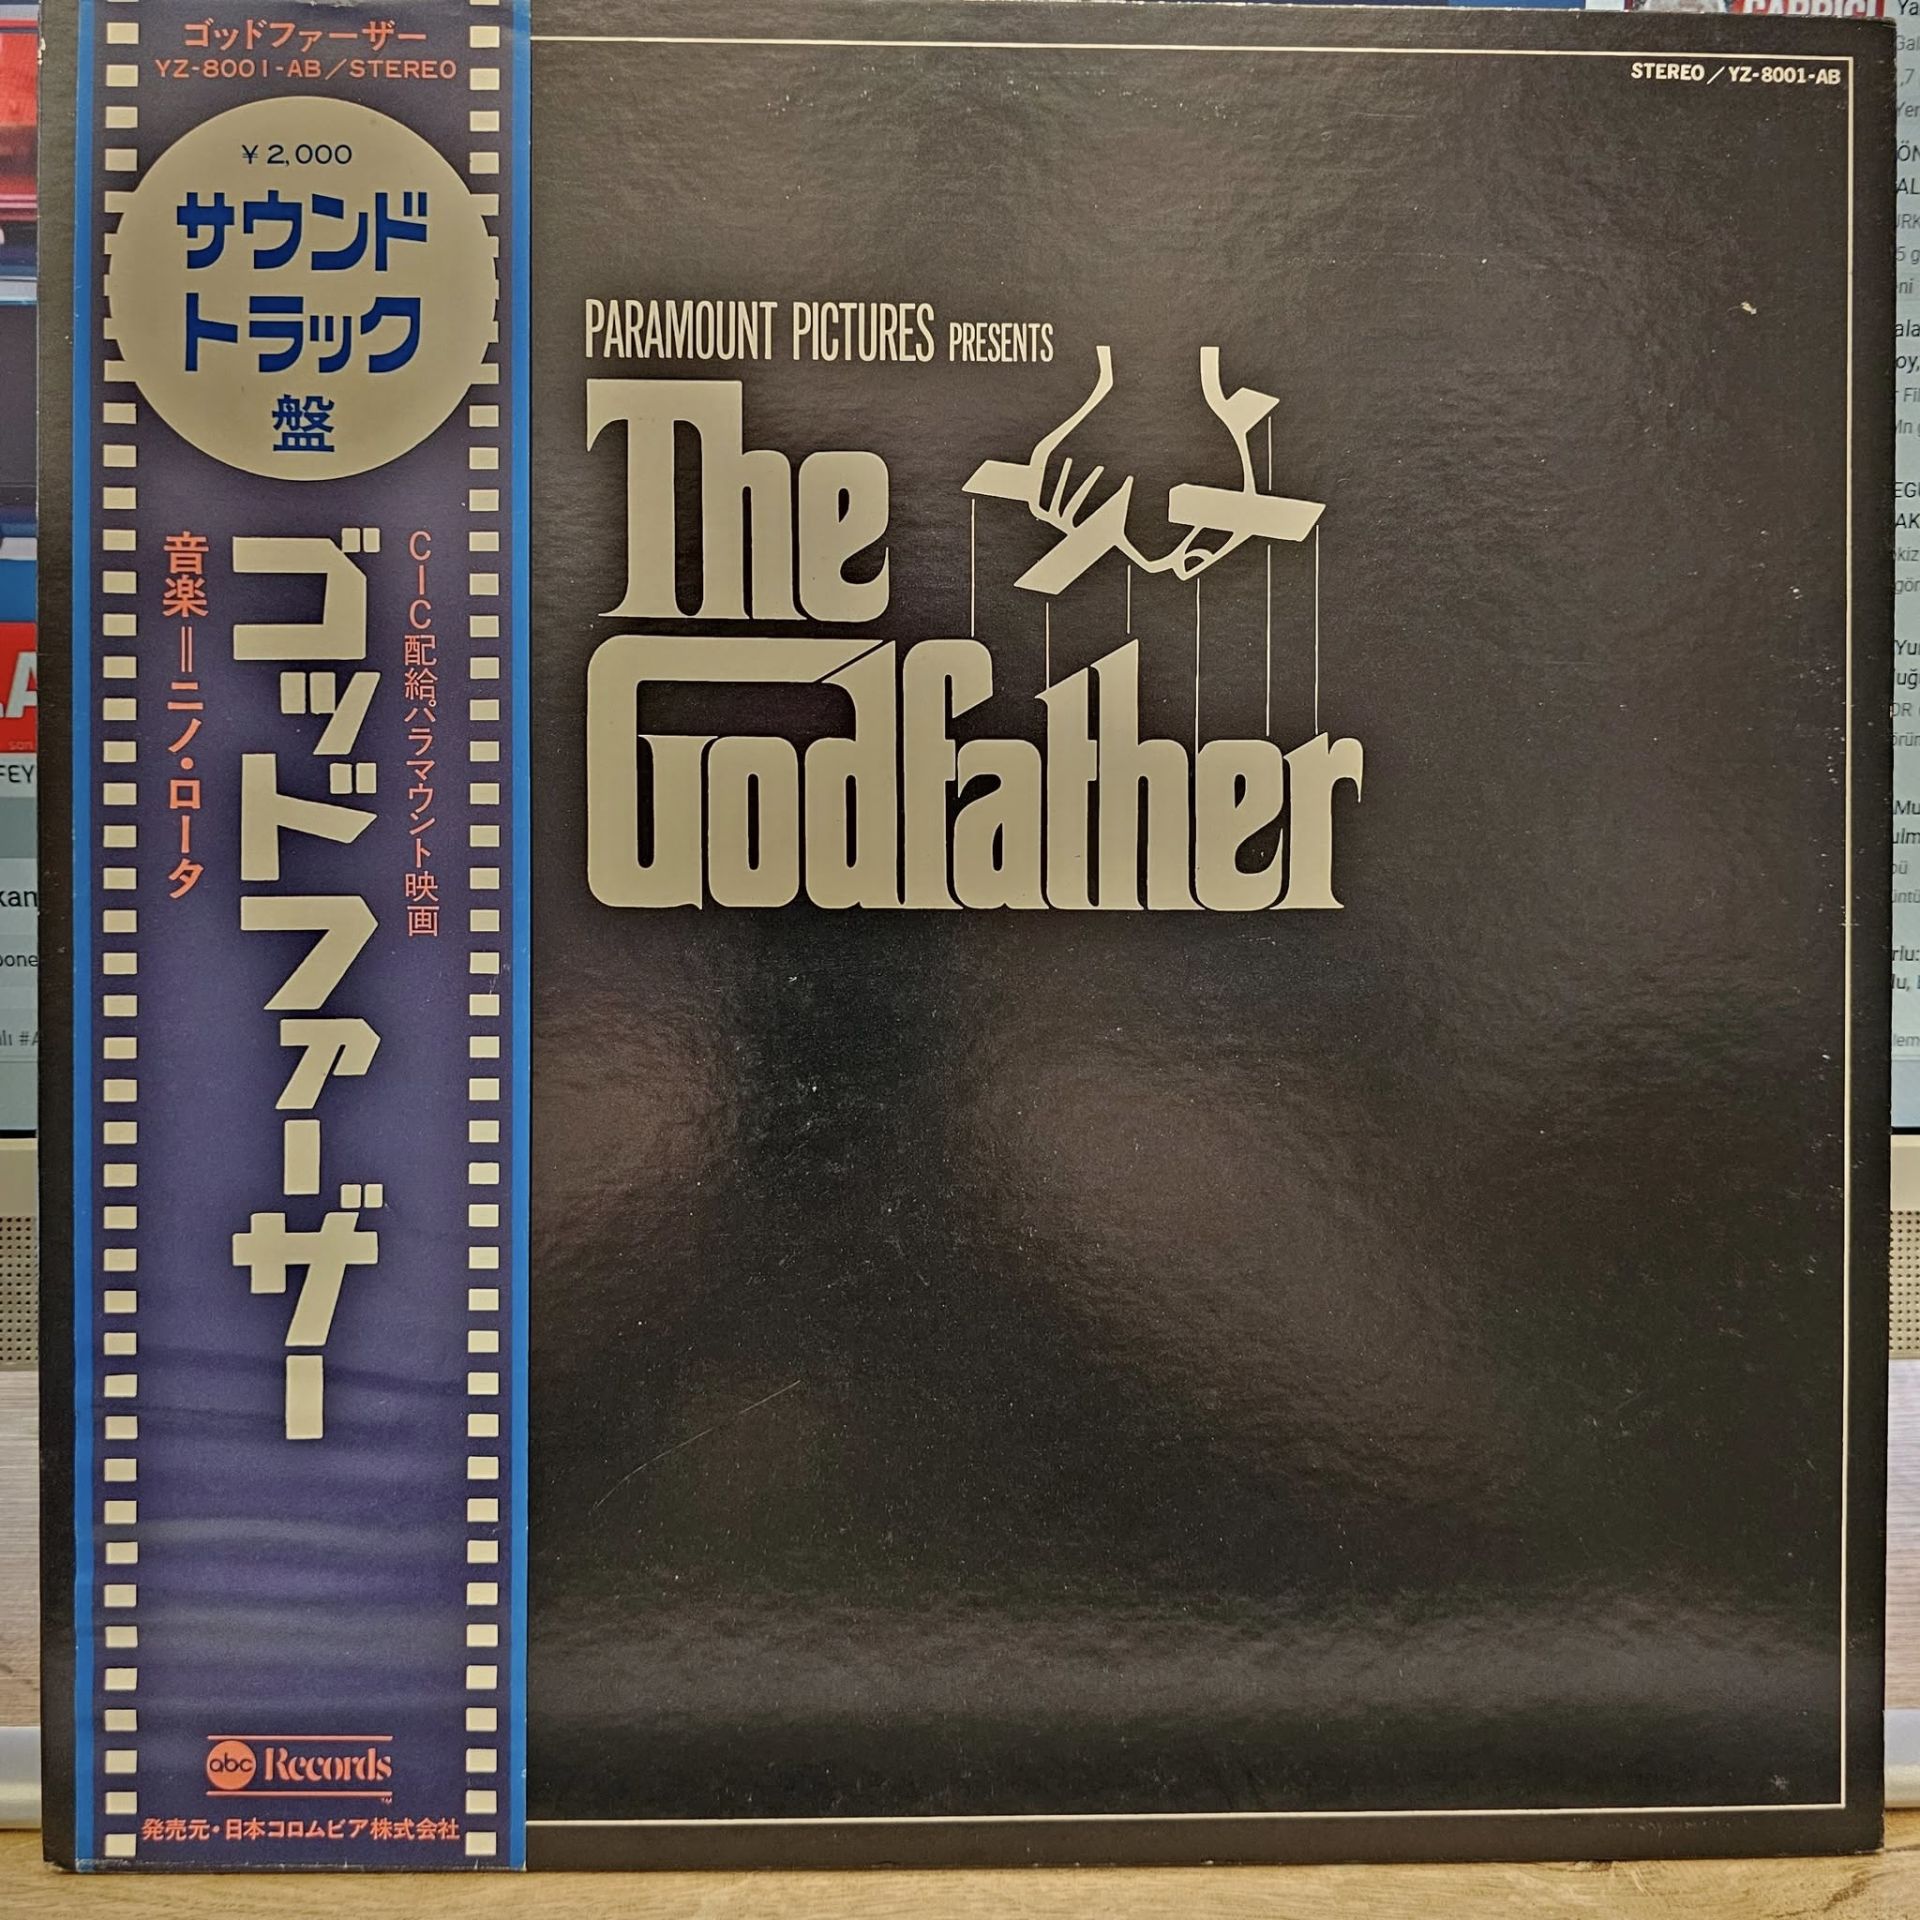 ゴッドファーザー
YZ-8001-AB/STEREO
¥2,000
サウンド
トラック
盤
CIC配給パラマウント映画
ゴッドファーザー
音楽=ニノ・ロータ
abc Records
発売元・日本コロムビア株式会社
STEREO/YZ-8001-AB
PARAMOUNT PICTURES PRESENTS
The
Godfather